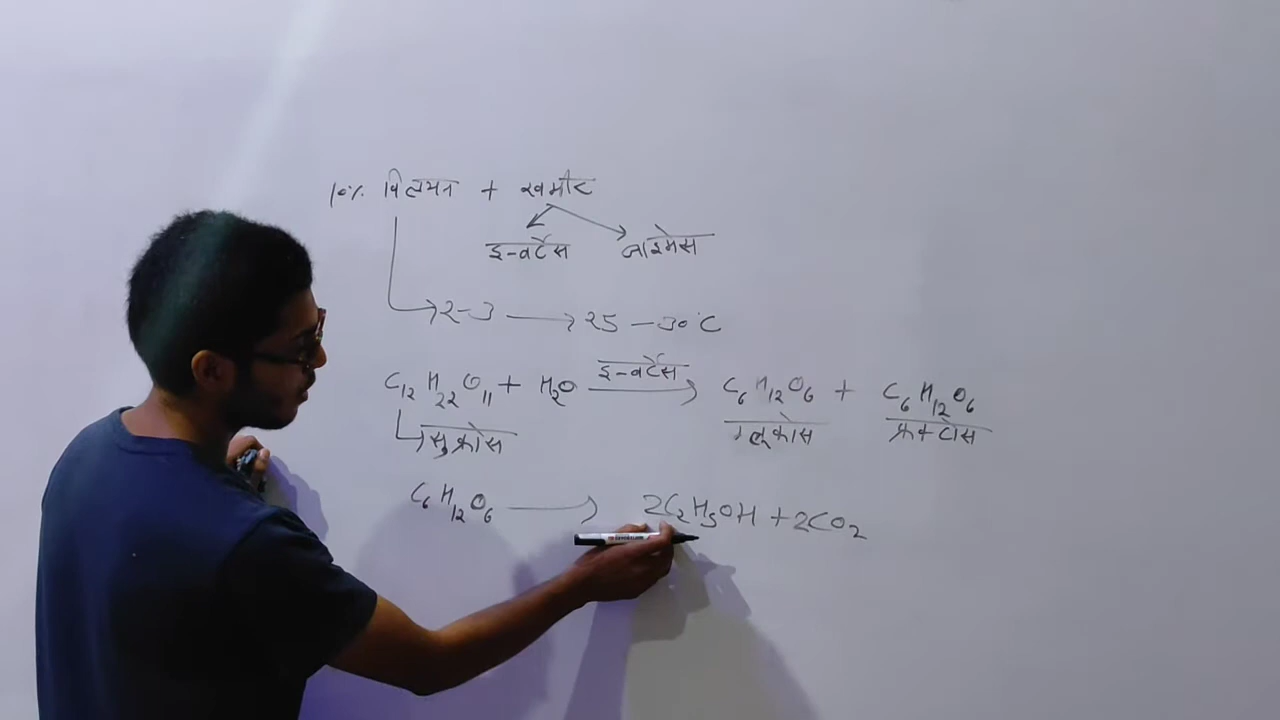 10% विलयन + खमीर
इन्वर्टेस जाइमेस
2-3 → 25 - 30°C
इन्वर्टेस
C₁₂H₂₂O₁₁ + H₂O → C₆H₁₂O₆ + C₆H₁₂O₆
सुक्रोस ग्लूकोस फ्रक्टोस
C₆H₁₂O₆ → 2C₂H₅OH + 2CO₂